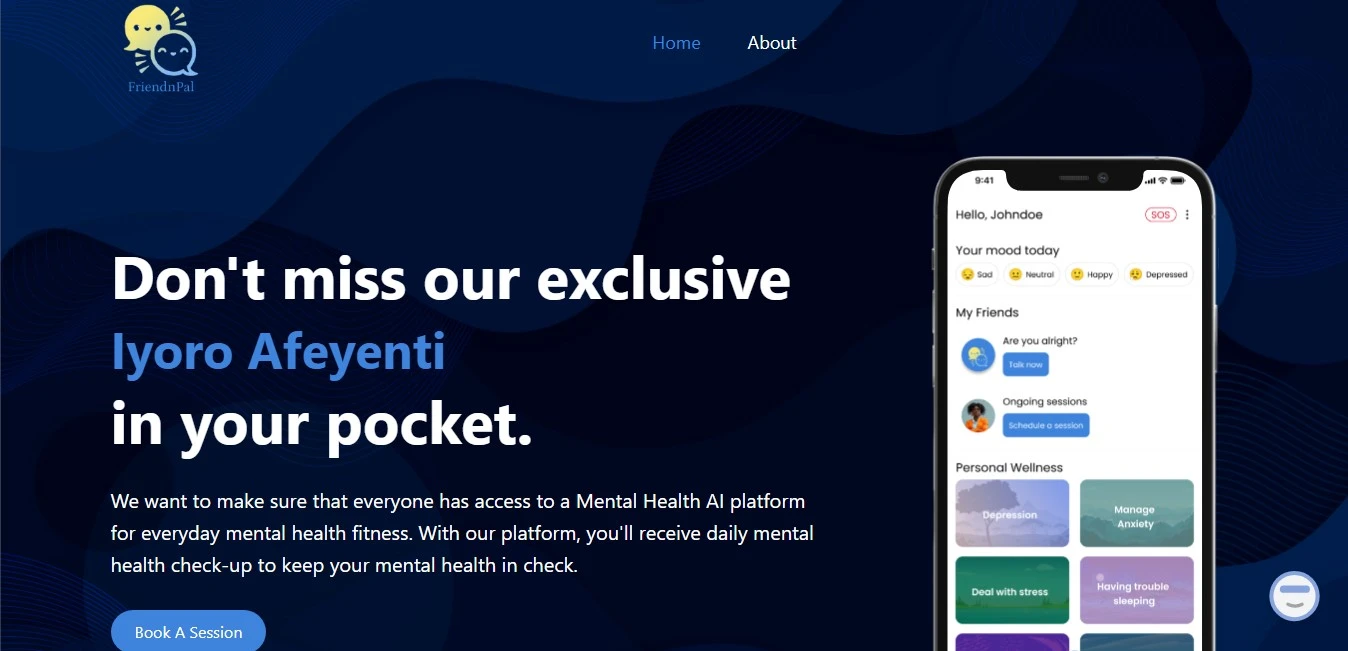 FriendnPal
Home
About
Don't miss our exclusive
Iyoro Afeyenti
in your pocket.
We want to make sure that everyone has access to a Mental Health AI platform
for everyday mental health fitness. With our platform, you'll receive daily mental
health check-up to keep your mental health in check.
Book A Session
9:41
Hello, Johndoe
SOS
Your mood today
Sad
Neutral
Happy
Depressed
My Friends
Are you alright?
Talk now
Ongoing sessions
Schedule a session
Personal Wellness
Depression
Manage
Anxiety
Deal with stress
Having trouble
sleeping